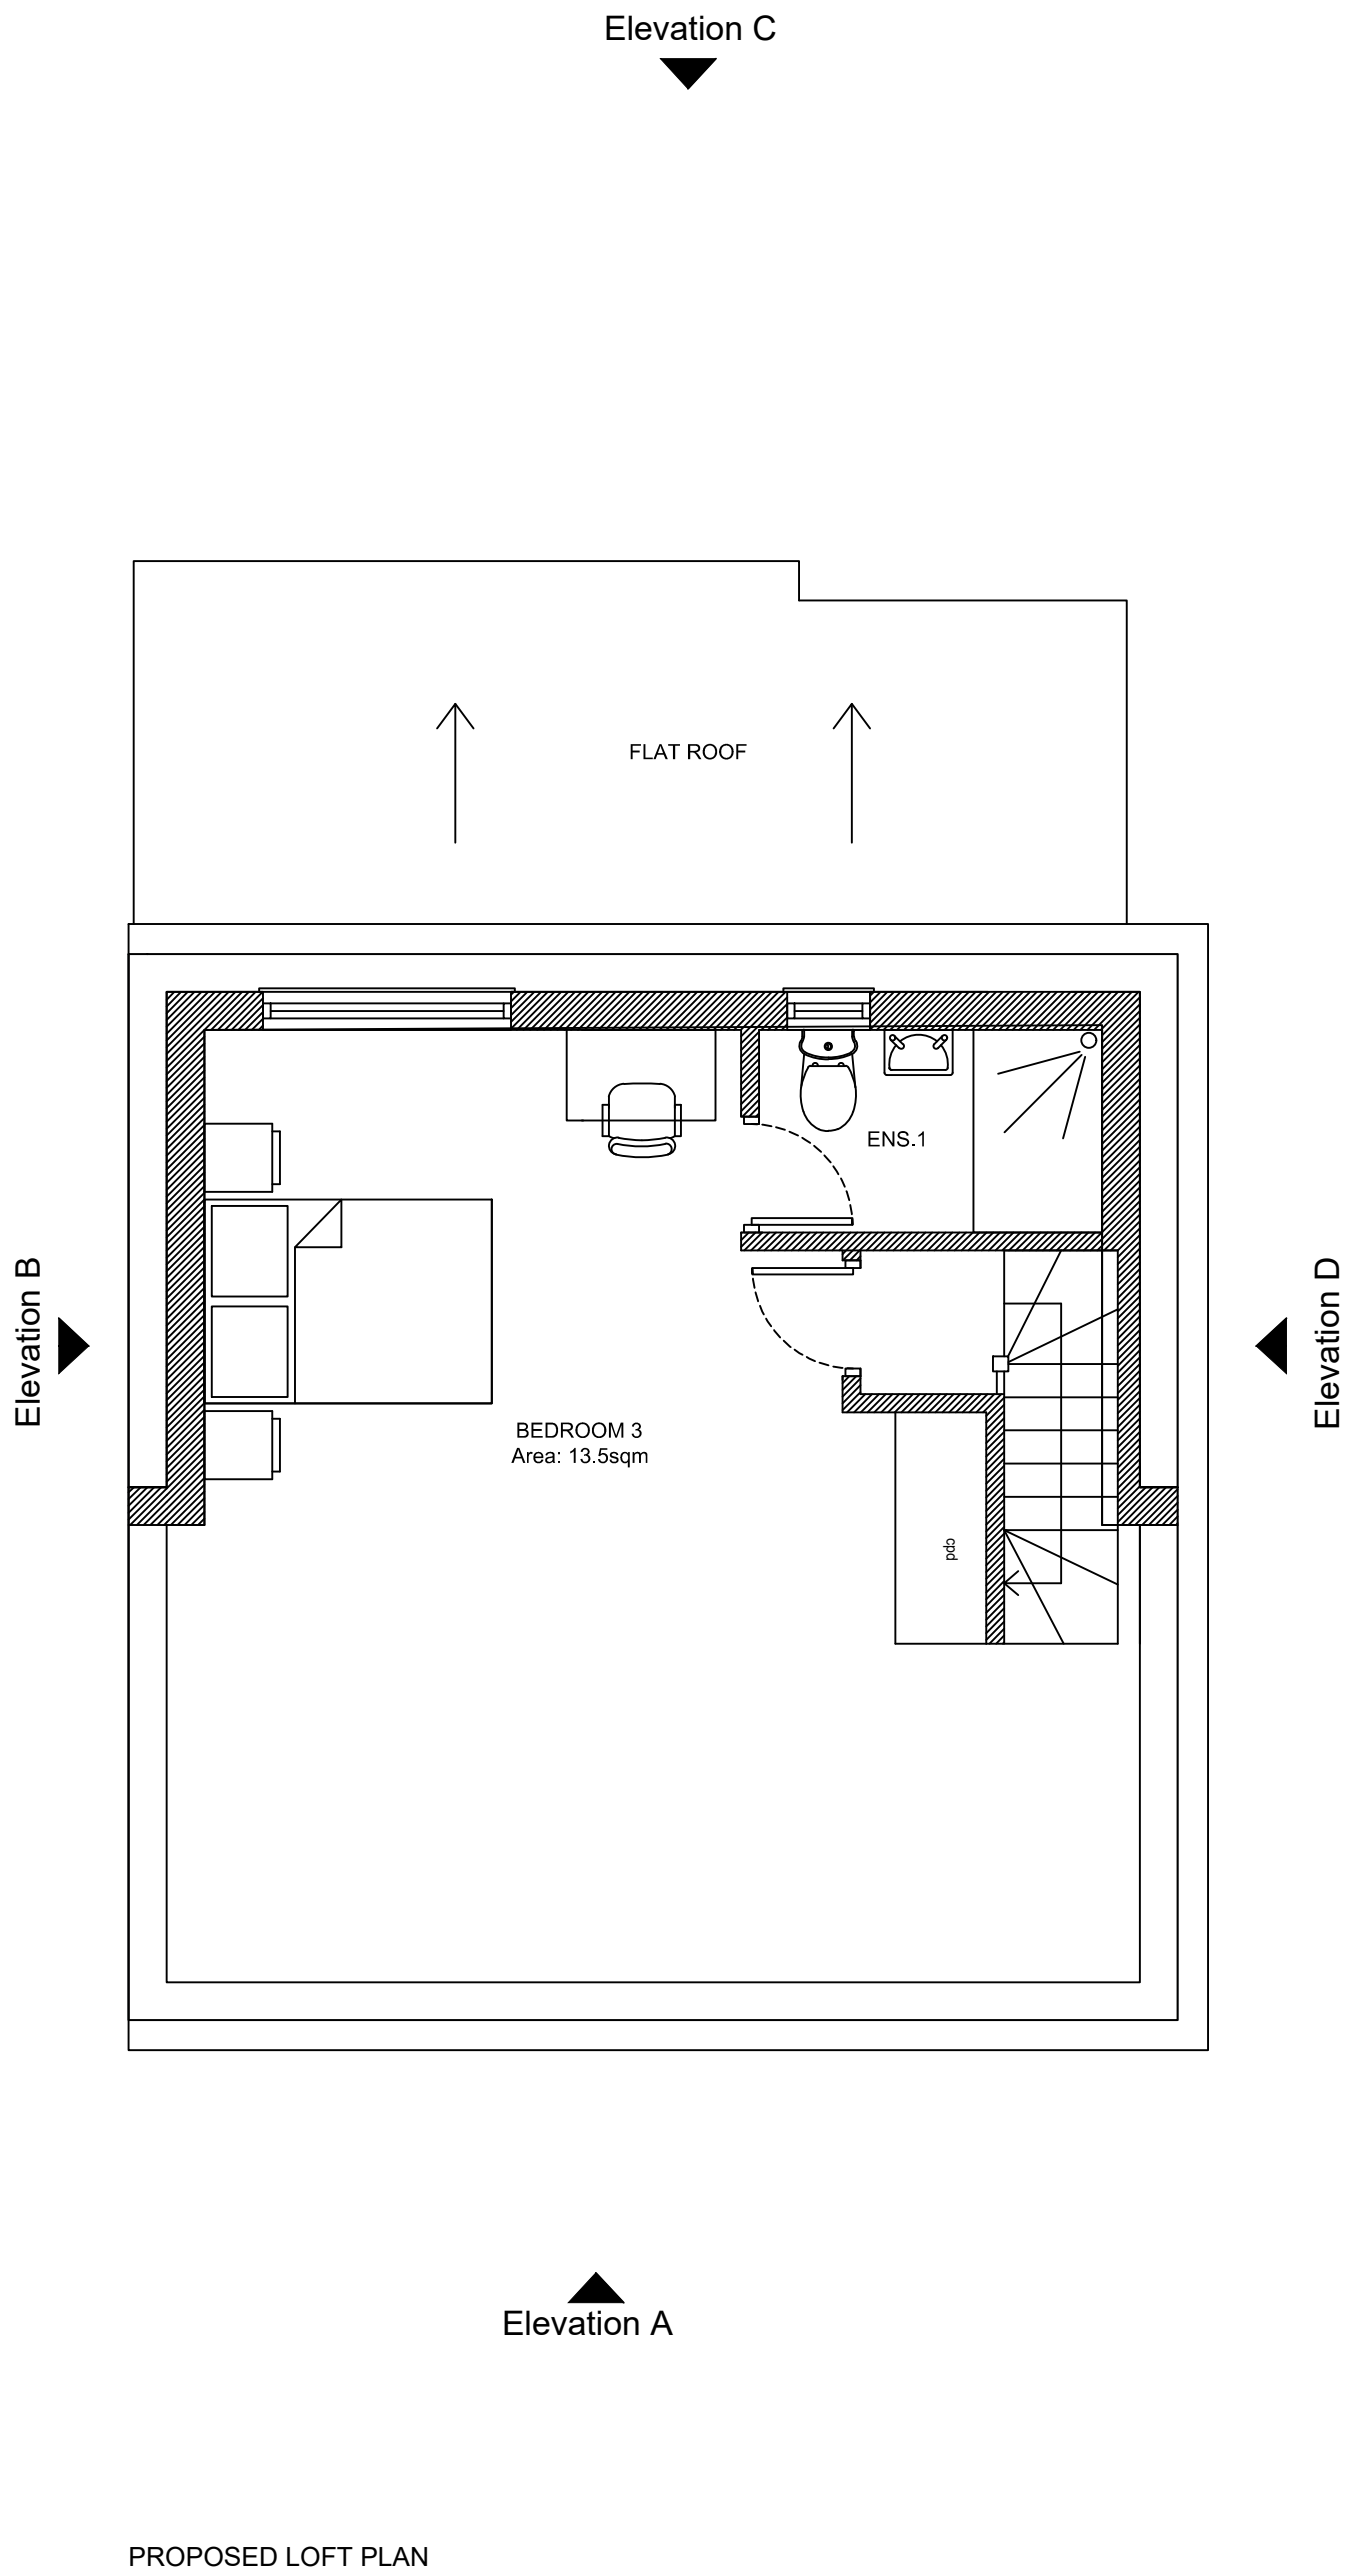 Elevation C
FLAT ROOF
ENS.1
Elevation B
Elevation D
BEDROOM 3
Area: 13.5sqm
cpd
Elevation A
PROPOSED LOFT PLAN